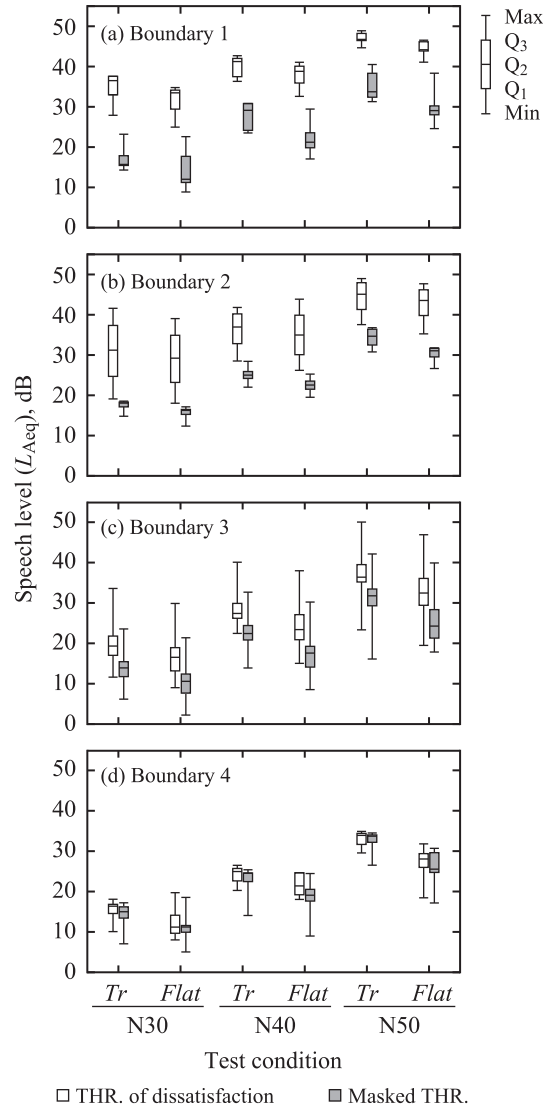 (a) Boundary 1
50
40
30
20
10
0
Max
Q3
Q2
Q1
Min
(b) Boundary 2
50
40
30
20
10
0
(c) Boundary 3
50
40
30
20
10
0
(d) Boundary 4
50
40
30
20
10
0
Speech level (LAeq), dB
Tr Flat Tr Flat Tr Flat
N30 N40 N50
Test condition
THR. of dissatisfaction Masked THR.